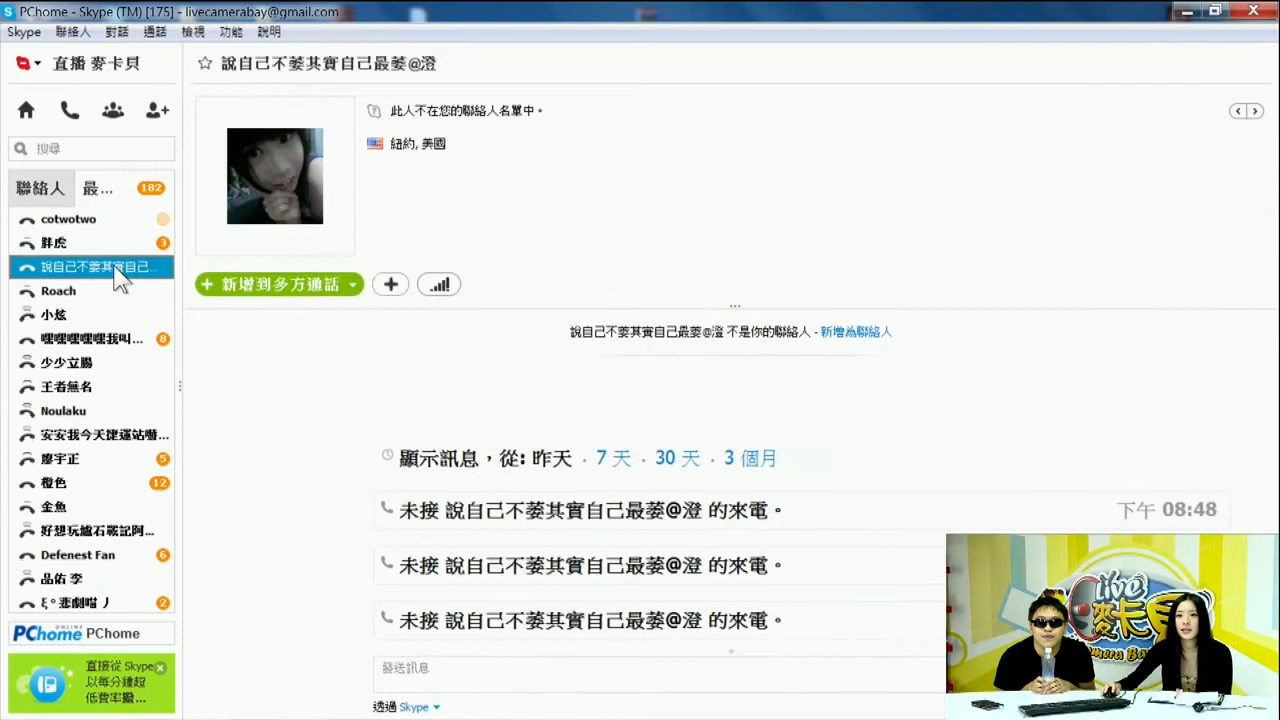 PChome - Skype (TM) [175] - livecamerabay@gmail.com
Skype 聯絡人 對話 通話 檢視 功能 說明
直播 麥卡貝
說自己不萎其實自己最萎@澄
此人不在您的聯絡人名單中。
紐約, 美國
搜尋
聯絡人 最... 182
cotwotwo
胖虎 3
說自己不萎其實自己...
Roach
小炫
嘿嘿嘿嘿嘿我叫... 8
少少立腸
王者無名
Noulaku
安安我今天捷運站嚇...
廖宇正 5
橙色 12
金魚
好想玩爐石戰記阿...
Defenest Fan 6
品佑 李
ξ°悲劇喵丿 2
PChome ONLINE PChome
直接從 Skype
以每分鐘超
低費率撥...
新增到多方通話
說自己不萎其實自己最萎@澄 不是你的聯絡人 - 新增為聯絡人
顯示訊息，從: 昨天 · 7 天 · 30 天 · 3 個月
未接 說自己不萎其實自己最萎@澄 的來電。 下午 08:48
未接 說自己不萎其實自己最萎@澄 的來電。
未接 說自己不萎其實自己最萎@澄 的來電。
發送訊息
透過 Skype
Live
麥卡貝